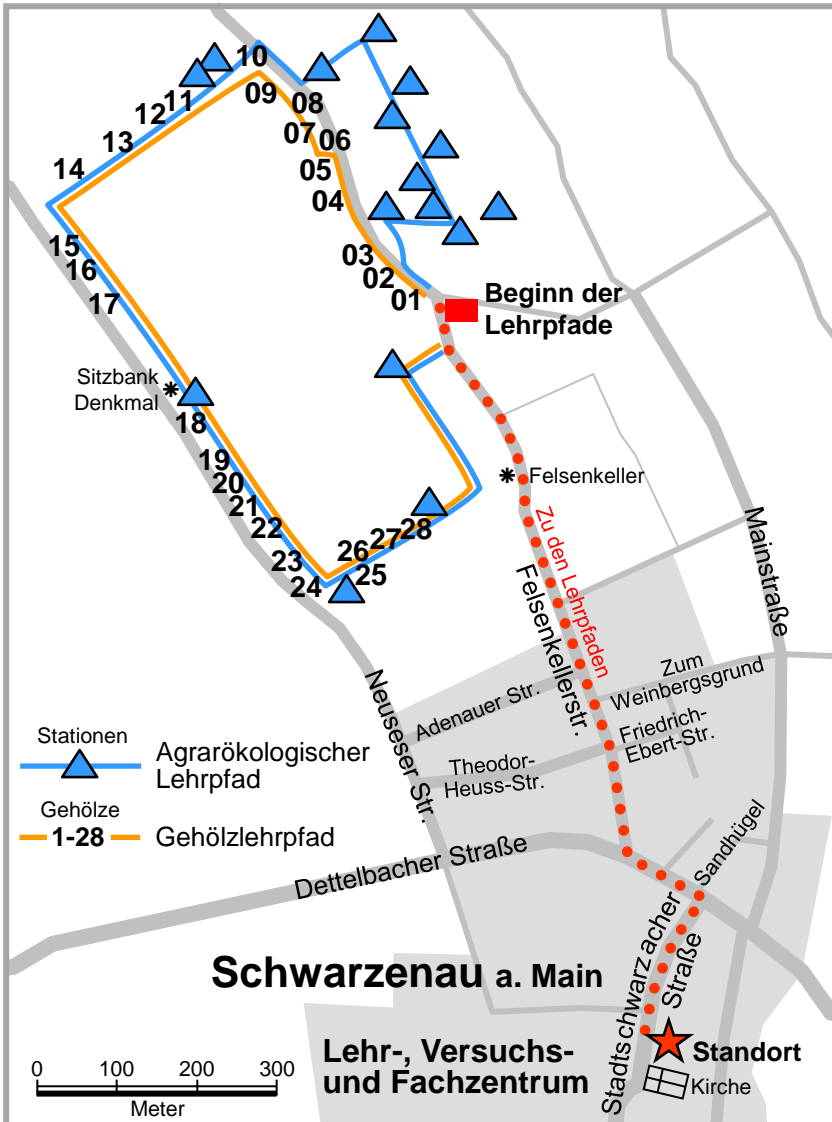 10
09
08
11
12
07
06
13
05
14
04
03
02
01
15
16
17
Beginn der
Lehrpfade
Sitzbank
Denkmal
18
19
20
21
22
23
24
25
26
27
28
Felsenkeller
Zu den Lehrpfaden
Felsenkellerstr.
Mainstraße
Neuseser Str.
Adenauer Str.
Zum
Weinbergsgrund
Theodor-
Heuss-Str.
Friedrich-
Ebert-Str.
Stationen
Agrarökologischer
Lehrpfad
Gehölze
1-28
Gehölzlehrpfad
Dettelbacher Straße
Sandhügel
Stadtschwarzacher
Straße
Schwarzenau a. Main
Lehr-, Versuchs-
und Fachzentrum
Standort
Kirche
0 100 200 300
Meter